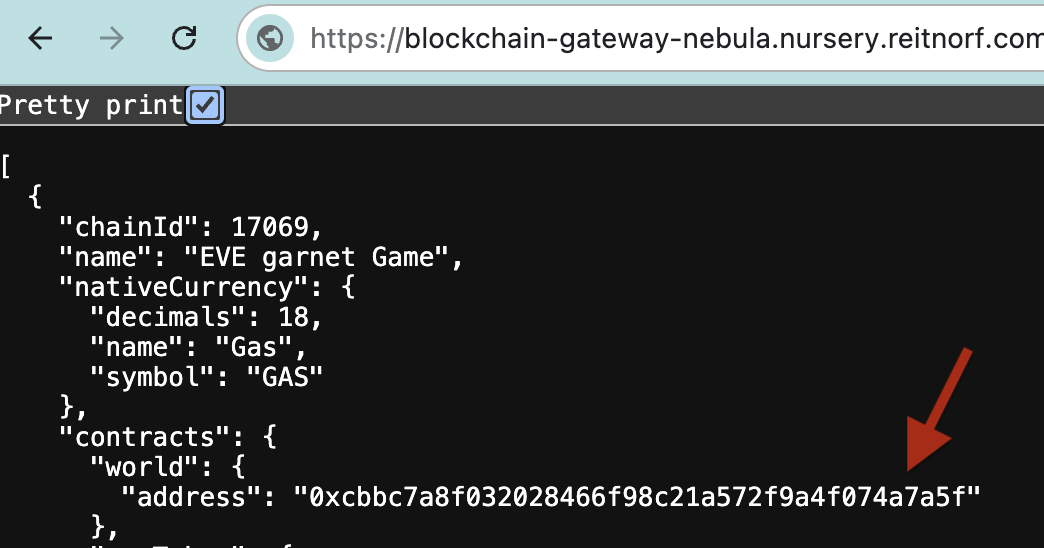 https://blockchain-gateway-nebula.nursery.reitnorf.com
Pretty print
[
{
"chainId": 17069,
"name": "EVE garnet Game",
"nativeCurrency": {
"decimals": 18,
"name": "Gas",
"symbol": "GAS"
},
"contracts": {
"world": {
"address": "0xcbbc7a8f032028466f98c21a572f9a4f074a7a5f"
},